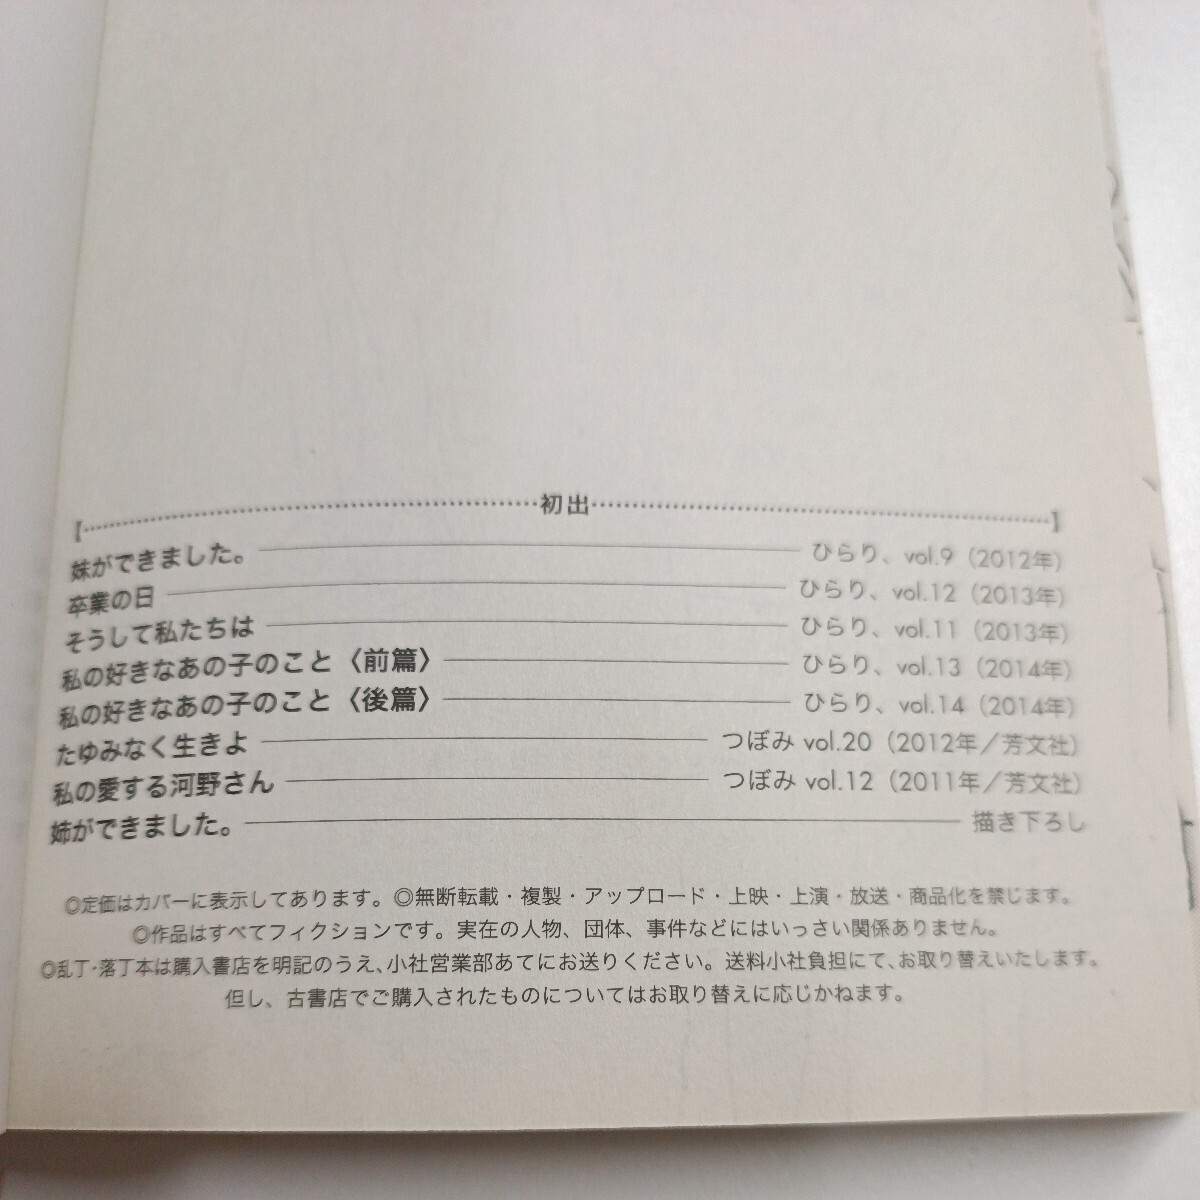 【……初出……】
妹ができました。 ひらり、vol.9（2012年）
卒業の日 ひらり、vol.12（2013年）
そうして私たちは ひらり、vol.11（2013年）
私の好きなあの子のこと〈前篇〉 ひらり、vol.13（2014年）
私の好きなあの子のこと〈後篇〉 ひらり、vol.14（2014年）
たゆみなく生きよ つぼみ vol.20（2012年／芳文社）
私の愛する河野さん つぼみ vol.12（2011年／芳文社）
姉ができました。 描き下ろし
◎定価はカバーに表示してあります。◎無断転載・複製・アップロード・上映・上演・放送・商品化を禁じます。
◎作品はすべてフィクションです。実在の人物、団体、事件などにはいっさい関係ありません。
◎乱丁・落丁本は購入書店を明記のうえ、小社営業部あてにお送りください。送料小社負担にて、お取り替えいたします。
但し、古書店でご購入されたものについてはお取り替えに応じかねます。